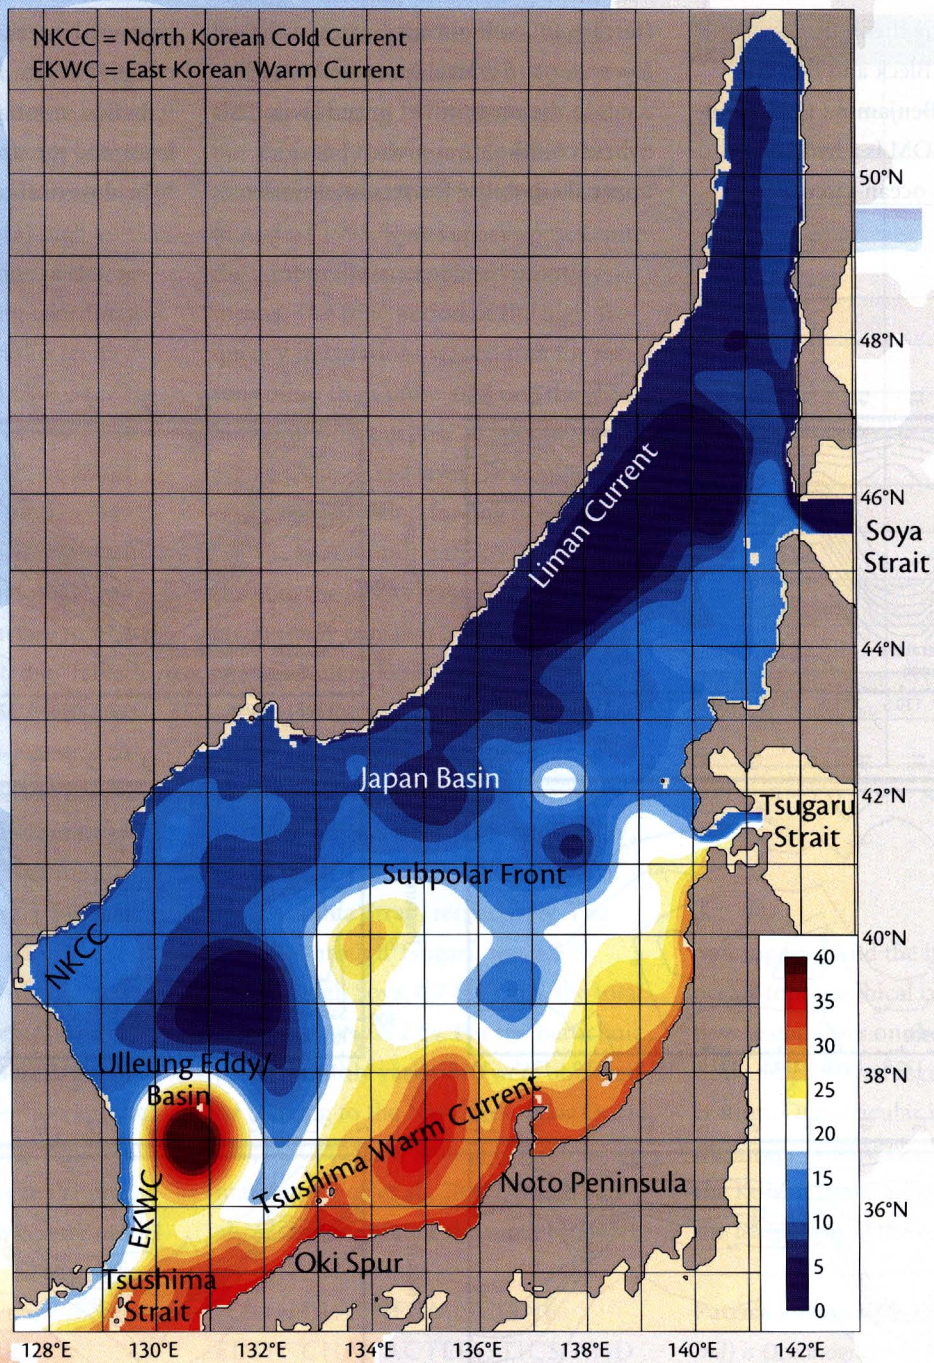 NKCC = North Korean Cold Current
EKWC = East Korean Warm Current
50°N
48°N
46°N
Soya
Strait
Liman Current
44°N
Japan Basin
42°N
Tsugaru
Strait
Subpolar Front
40°N
NKCC
40
35
30
25
20
15
10
5
0
Ulleung Eddy/
Basin
38°N
Tsushima Warm Current
EKWC
Noto Peninsula
36°N
Oki Spur
Tsushima
Strait
128°E
130°E
132°E
134°E
136°E
138°E
140°E
142°E